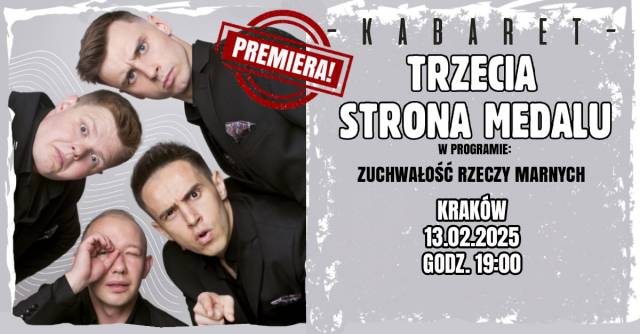 PREMIERA!
-KABARET-
TRZECIA
STRONA MEDALU
W PROGRAMIE:
ZUCHWAŁOŚĆ RZECZY MARNYCH
KRAKÓW
13.02.2025
GODZ. 19:00